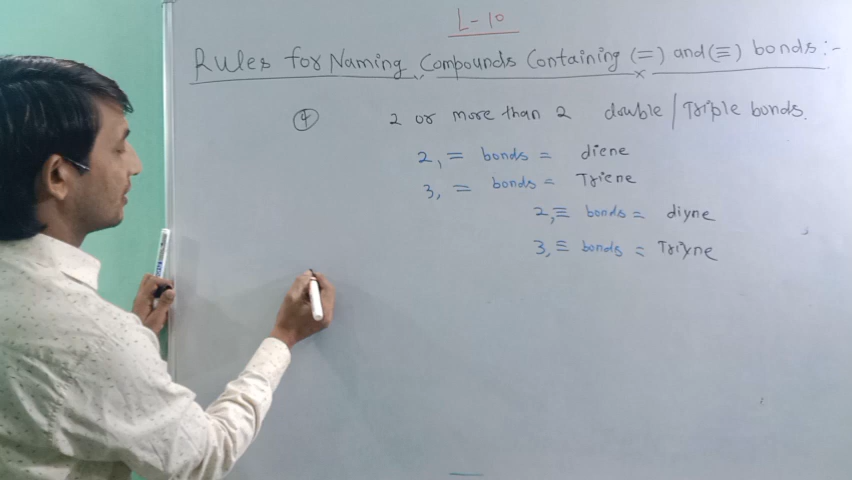 L-10
Rules for Naming Compounds Containing (=) and (≡) bonds:-
④ 2 or more than 2 double/Triple bonds.
2, = bonds = diene
3, = bonds = Triene
2, ≡ bonds = diyne
3, ≡ bonds = Triyne